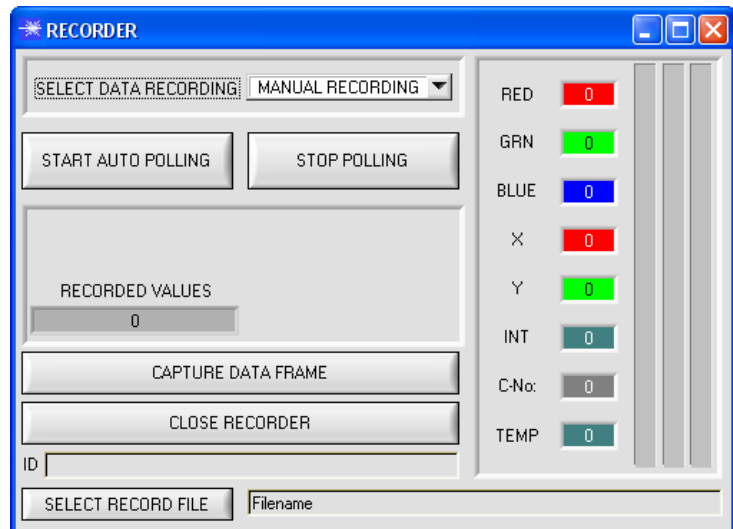 RECORDER
SELECT DATA RECORDING MANUAL RECORDING
START AUTO POLLING STOP POLLING
RECORDED VALUES
0
CAPTURE DATA FRAME
CLOSE RECORDER
ID
SELECT RECORD FILE Filename
RED 0
GRN 0
BLUE 0
X 0
Y 0
INT 0
C-No: 0
TEMP 0